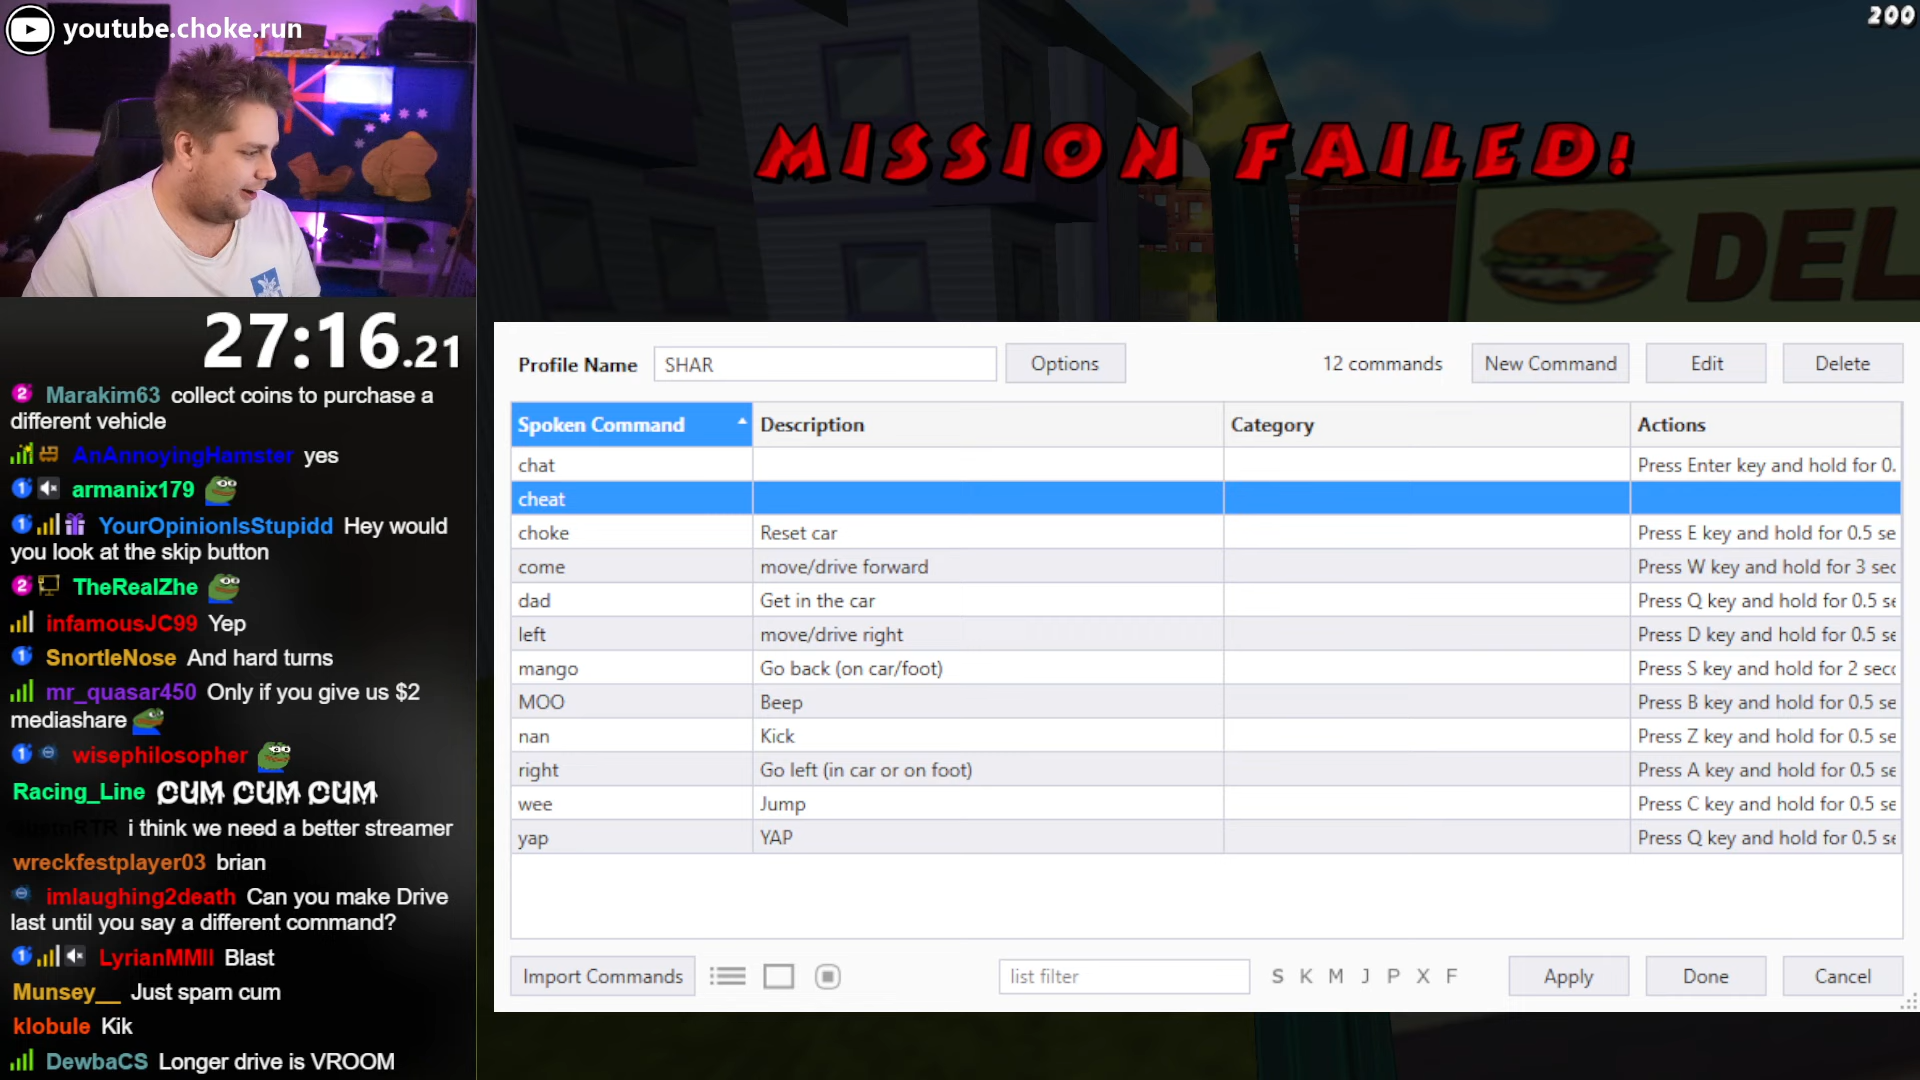 youtube.choke.run
200
MISSION FAILED!
DEL
27:16.21
Marakim63 collect coins to purchase a
different vehicle
AnAnnoyingHamster yes
armanix179
YourOpinionIsStupidd Hey would
you look at the skip button
TheRealZhe
infamousJC99 Yep
SnortleNose And hard turns
mr_quasar450 Only if you give us $2
mediashare
wisephilosopher
Racing_Line CUM CUM CUM
i think we need a better streamer
wreckfestplayer03 brian
imlaughing2death Can you make Drive
last until you say a different command?
LyrianMMII Blast
Munsey__ Just spam cum
klobule Kik
DewbaCS Longer drive is VROOM
Profile Name SHAR Options 12 commands New Command Edit Delete
Spoken Command Description Category Actions
chat Press Enter key and hold for 0.
cheat
choke Reset car Press E key and hold for 0.5 se
come move/drive forward Press W key and hold for 3 sec
dad Get in the car Press Q key and hold for 0.5 se
left move/drive right Press D key and hold for 0.5 se
mango Go back (on car/foot) Press S key and hold for 2 seco
MOO Beep Press B key and hold for 0.5 se
nan Kick Press Z key and hold for 0.5 se
right Go left (in car or on foot) Press A key and hold for 0.5 se
wee Jump Press C key and hold for 0.5 se
yap YAP Press Q key and hold for 0.5 se
Import Commands list filter S K M J P X F Apply Done Cancel